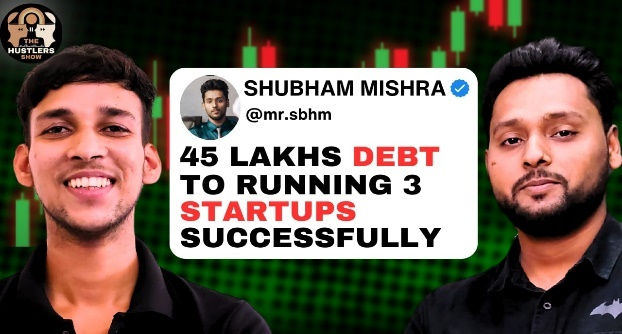 THE
HUSTLERS
SHOW
SHUBHAM MISHRA
@mr.sbhm
45 LAKHS DEBT
TO RUNNING 3
STARTUPS
SUCCESSFULLY